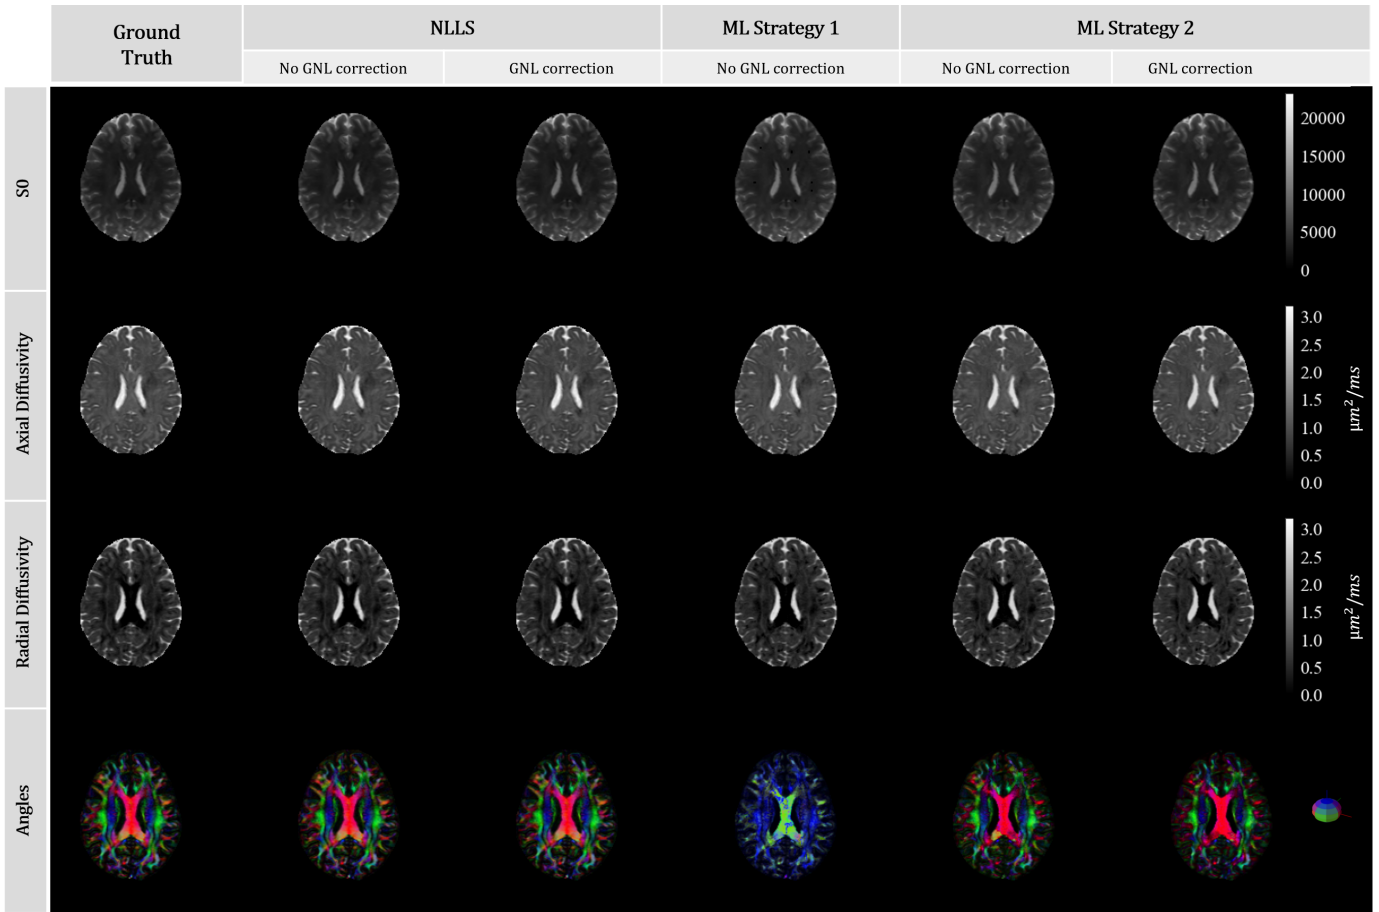 Ground
Truth
NLLS
ML Strategy 1
ML Strategy 2
No GNL correction
GNL correction
No GNL correction
No GNL correction
GNL correction
S0
20000
15000
10000
5000
0
Axial Diffusivity
3.0
2.5
2.0
1.5
1.0
0.5
0.0
μm²/ms
Radial Diffusivity
3.0
2.5
2.0
1.5
1.0
0.5
0.0
μm²/ms
Angles